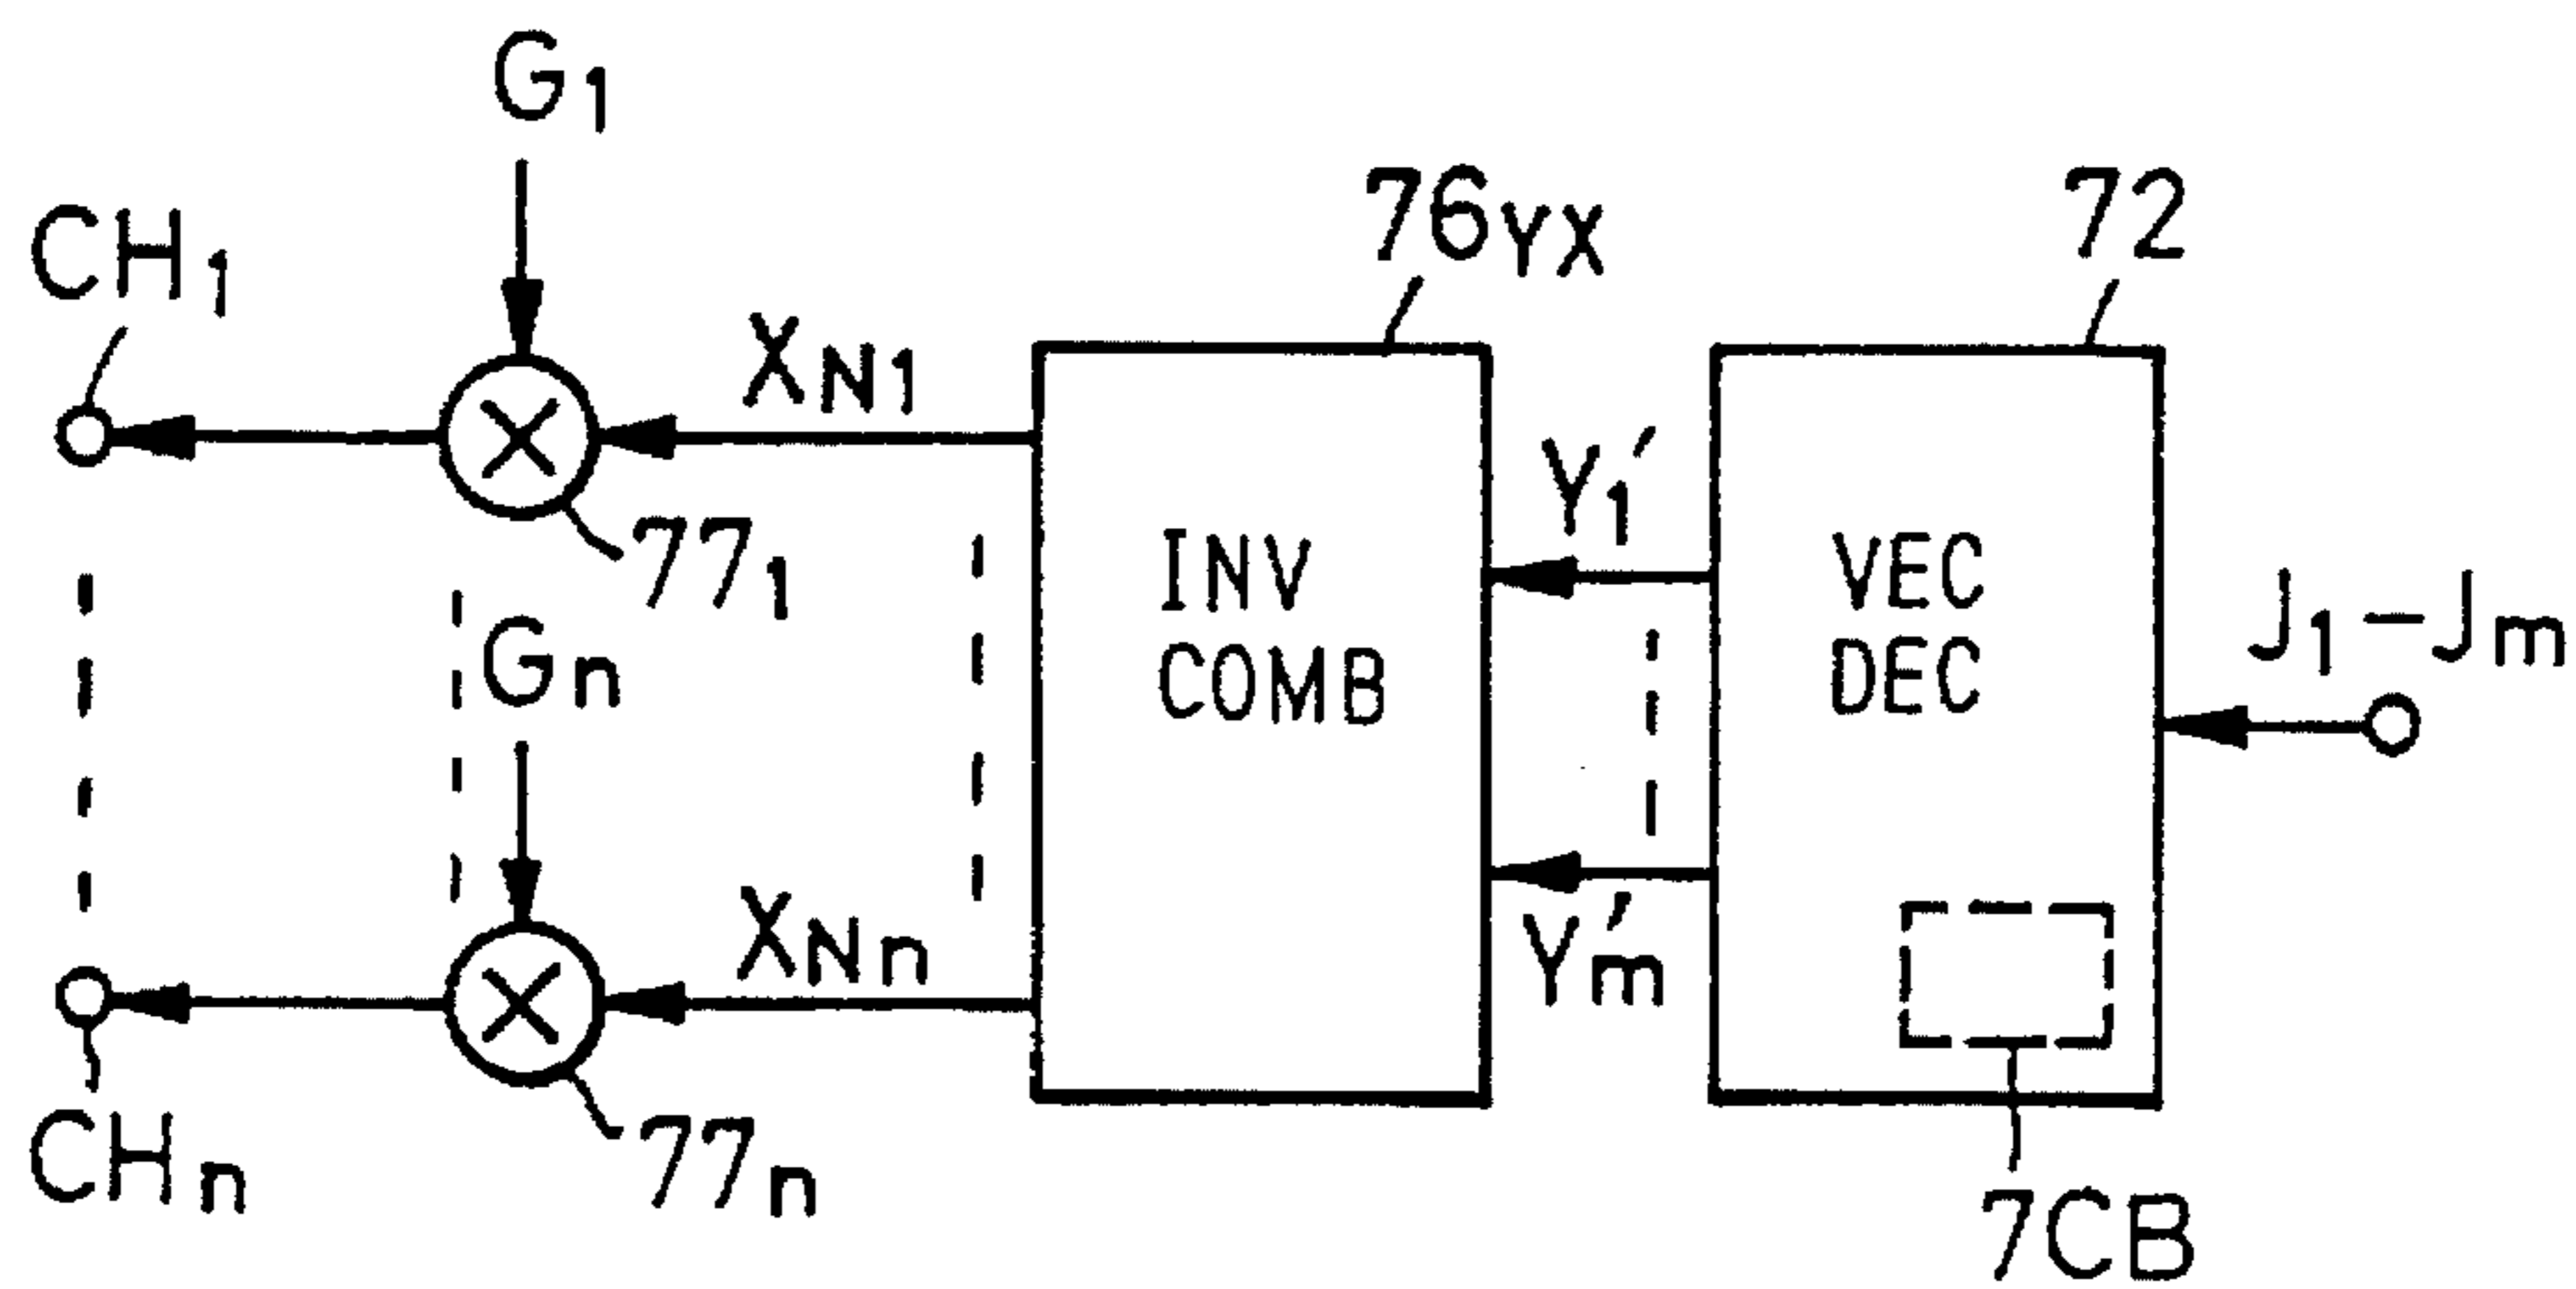 G1
CH1
76YX
72
XN1
Y1′
771
INV
COMB
VEC
DEC
J1-Jm
Gn
XNn
Y′m
CHn
77n
7CB